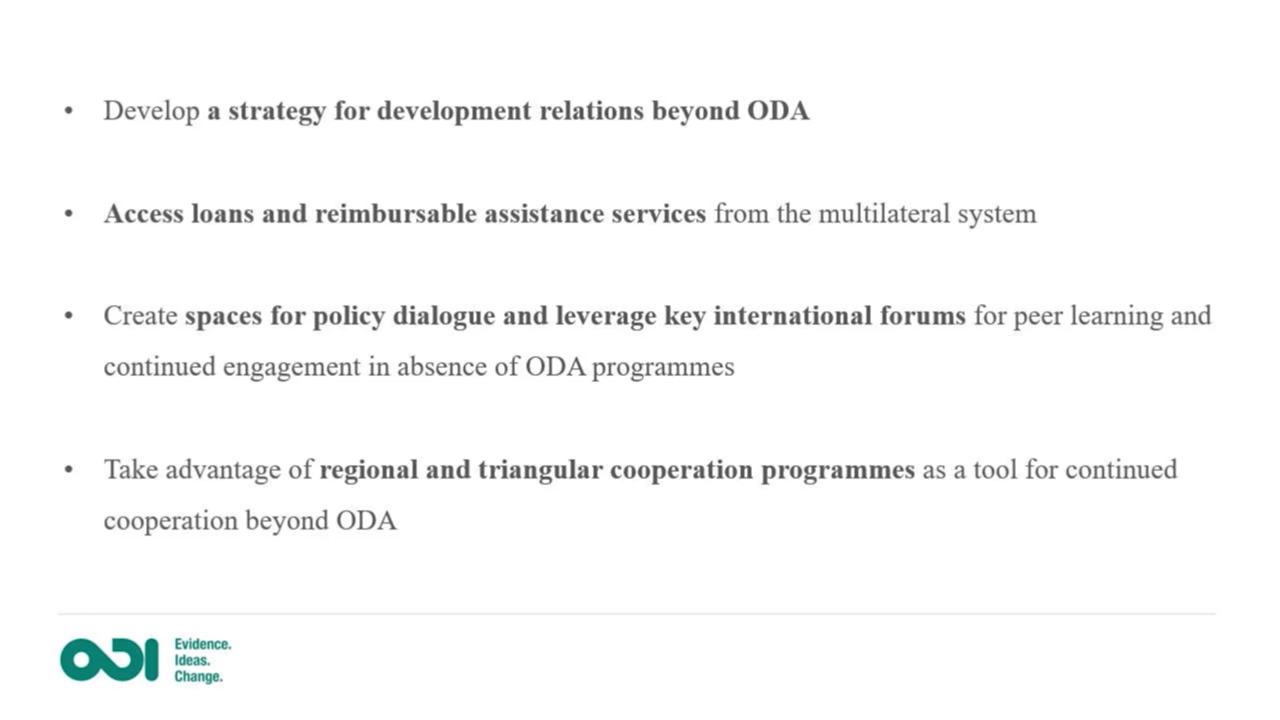 • Develop a strategy for development relations beyond ODA
• Access loans and reimbursable assistance services from the multilateral system
• Create spaces for policy dialogue and leverage key international forums for peer learning and
continued engagement in absence of ODA programmes
• Take advantage of regional and triangular cooperation programmes as a tool for continued
cooperation beyond ODA
ODI
Evidence.
Ideas.
Change.